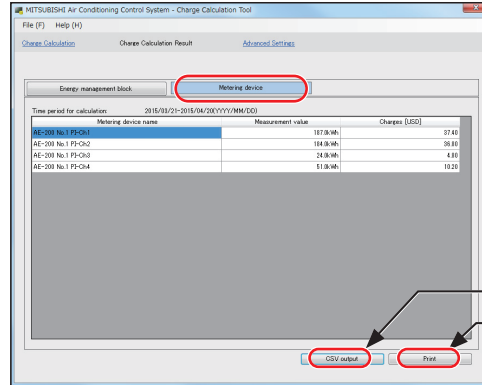 MITSUBISHI Air Conditioning Control System - Charge Calculation Tool
File (F) Help (H)
Charge Calculation Charge Calculation Result Advanced Settings
Energy management block Metering device
Time period for calculation: 2015/03/21-2015/04/20(YYYY/MM/DD)
Metering device name Measurement value Charges [USD]
AE-200 No.1 PI-Ch1 187.0kWh 37.40
AE-200 No.1 PI-Ch2 184.0kWh 36.80
AE-200 No.1 PI-Ch3 24.0kWh 4.80
AE-200 No.1 PI-Ch4 51.0kWh 10.20
CSV output Print